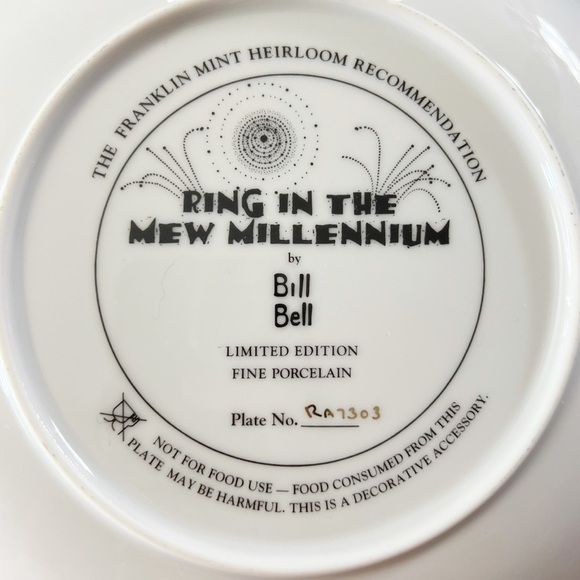 THE FRANKLIN MINT HEIRLOOM RECOMMENDATION
RING IN THE
MEW MILLENNIUM
by
Bill
Bell
LIMITED EDITION
FINE PORCELAIN
Plate No. RA7303
NOT FOR FOOD USE — FOOD CONSUMED FROM THIS
PLATE MAY BE HARMFUL. THIS IS A DECORATIVE ACCESSORY.